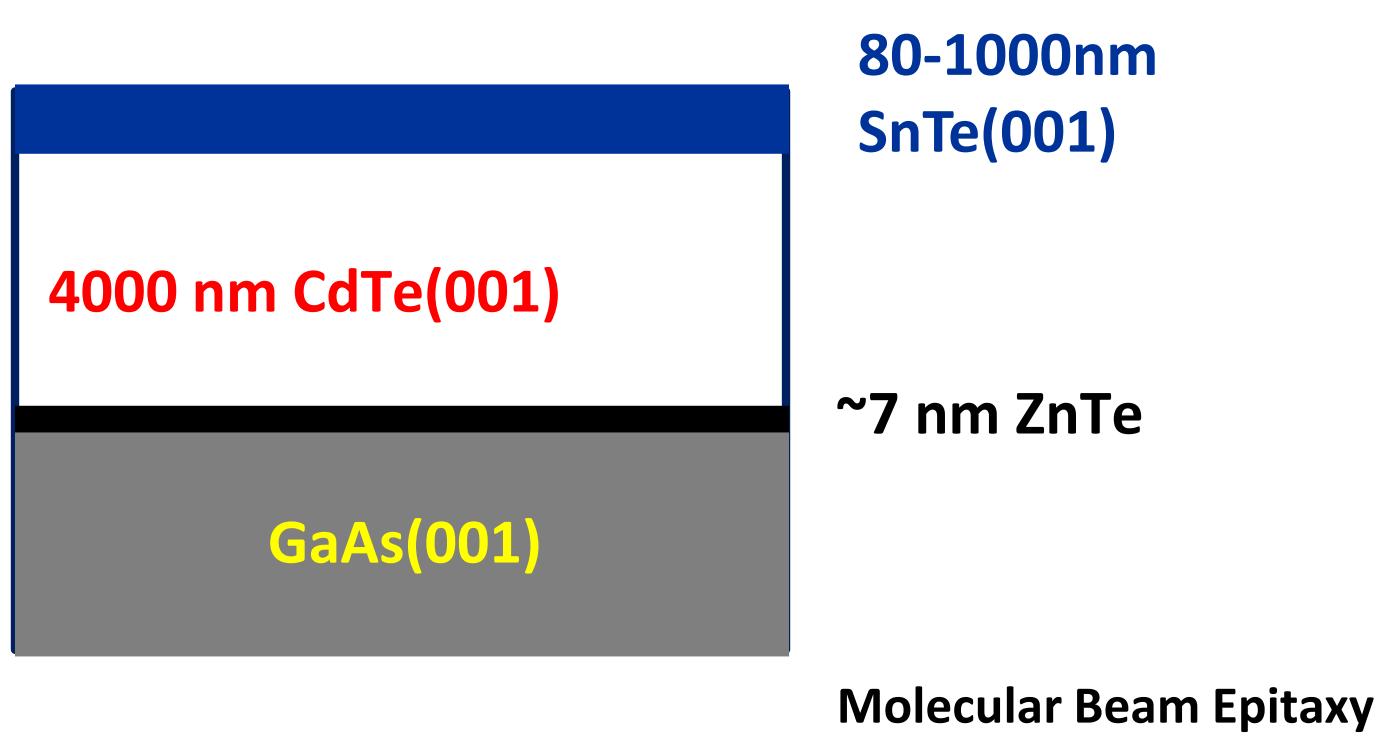 80-1000nm
SnTe(001)
4000 nm CdTe(001)
~7 nm ZnTe
GaAs(001)
Molecular Beam Epitaxy